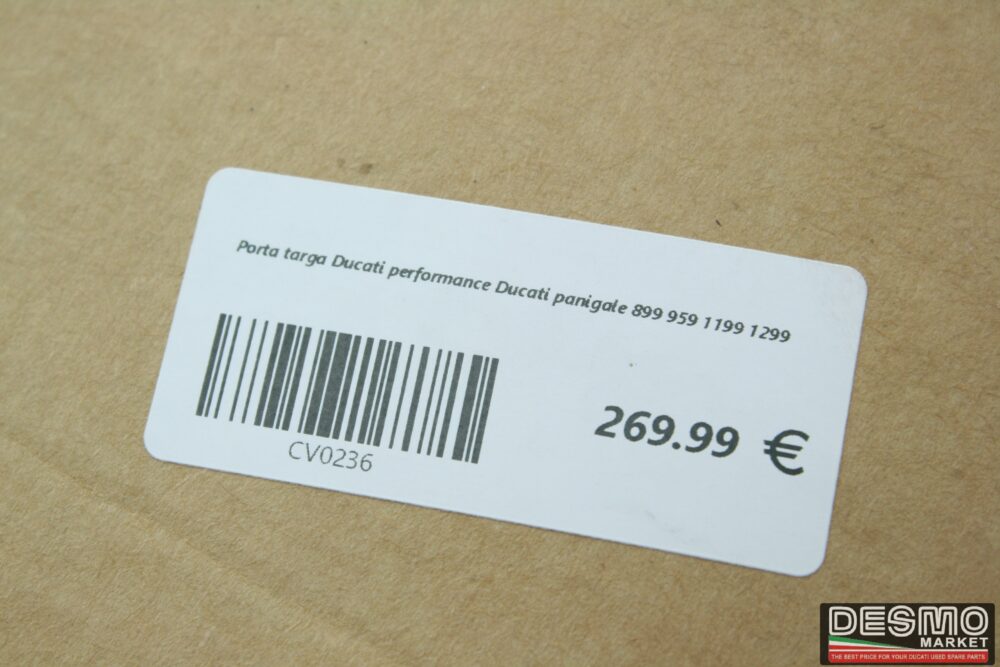 Porta targa Ducati performance Ducati panigale 899 959 1199 1299
CV0236
269.99 €
DESMO
MARKET
THE BEST PRICE FOR YOUR DUCATI USED SPARE PARTS